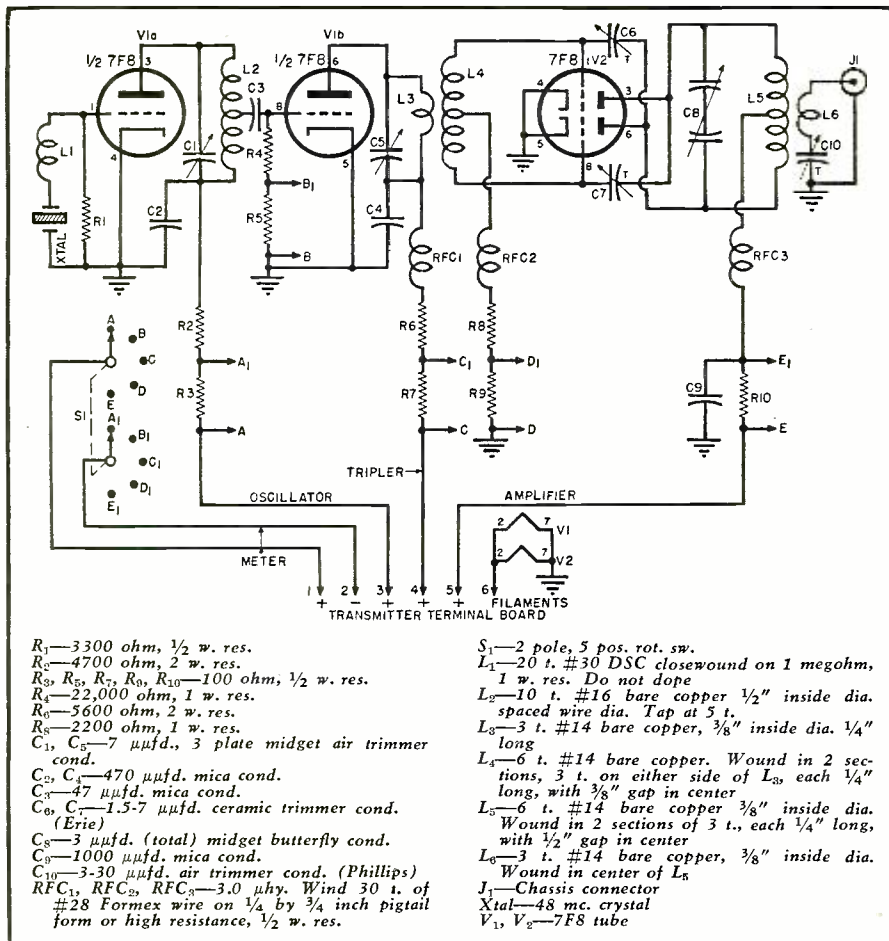 V1a
V1b
C6
J1
1/2 7F8 3
1/2 7F8 6
7F8 1 V2
T
L2
C3
L3
L4
4
3
L5
1
8
C8
6
L6
C1
R4
C5
5
C10
L1
4
B1
5
8
C7 T
T
R1
C2
R5
C4
XTAL
B
RFC1
RFC2
RFC3
A
B
R2
R6
R8
C
A1
C1
D1
E1
D
S1
E
R3
R7
R9
C9
R10
A1
B1
A
C
D
E
C1
TRIPLER
D1
E1
OSCILLATOR
AMPLIFIER
2 7 V1
METER
2 7 V2
1 2 3 4 5 6 FILAMENTS
+ − + + +
TRANSMITTER TERMINAL BOARD
R1—3300 ohm, 1/2 w. res.
R2—4700 ohm, 2 w. res.
R3, R5, R7, R9, R10—100 ohm, 1/2 w. res.
R4—22,000 ohm, 1 w. res.
R6—5600 ohm, 2 w. res.
R8—2200 ohm, 1 w. res.
C1, C5—7 μμfd., 3 plate midget air trimmer
cond.
C2, C4—470 μμfd. mica cond.
C3—47 μμfd. mica cond.
C6, C7—1.5-7 μμfd. ceramic trimmer cond.
(Erie)
C8—3 μμfd. (total) midget butterfly cond.
C9—1000 μμfd. mica cond.
C10—3-30 μμfd. air trimmer cond. (Phillips)
RFC1, RFC2, RFC3—3.0 μhy. Wind 30 t. of
#28 Formex wire on 1/4 by 3/4 inch pigtail
form or high resistance, 1/2 w. res.
S1—2 pole, 5 pos. rot. sw.
L1—20 t. #30 DSC closewound on 1 megohm,
1 w. res. Do not dope
L2—10 t. #16 bare copper 1/2" inside dia.
spaced wire dia. Tap at 5 t.
L3—3 t. #14 bare copper, 3/8" inside dia. 1/4"
long
L4—6 t. #14 bare copper. Wound in 2 sec-
tions, 3 t. on either side of L3, each 1/4"
long, with 3/8" gap in center
L5—6 t. #14 bare copper 3/8" inside dia.
Wound in 2 sections of 3 t., each 1/4" long,
with 1/2" gap in center
L6—3 t. #14 bare copper, 3/8" inside dia.
Wound in center of L5
J1—Chassis connector
Xtal—48 mc. crystal
V1, V2—7F8 tube